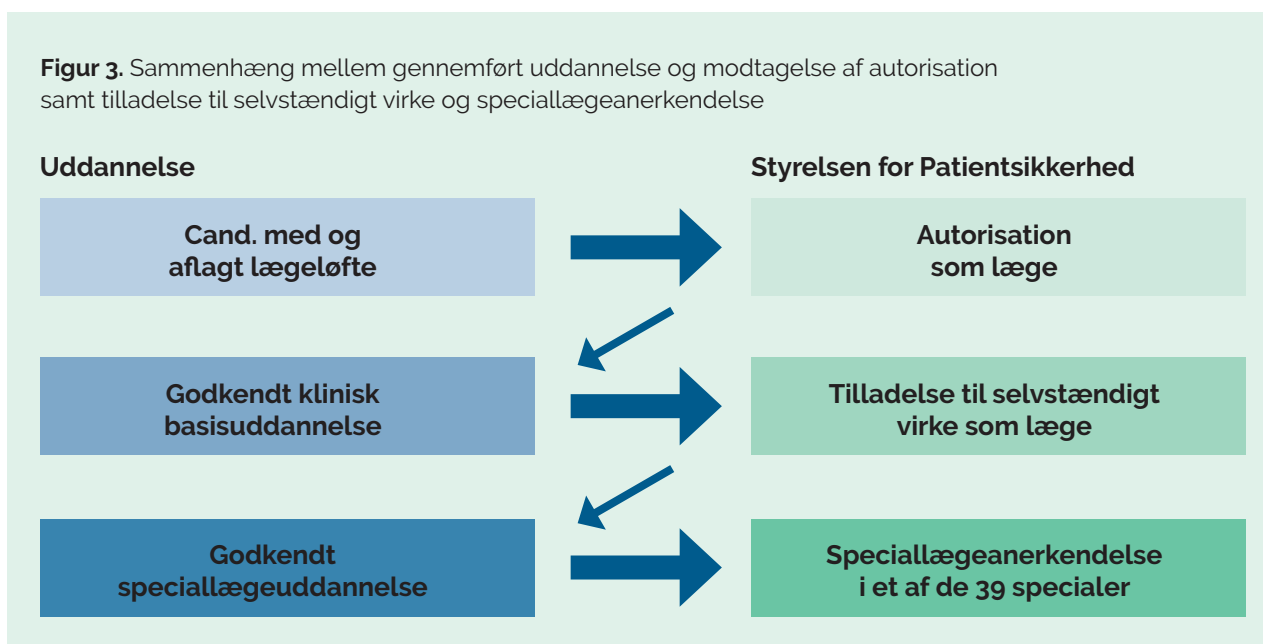 Figur 3. Sammenhæng mellem gennemført uddannelse og modtagelse af autorisation
samt tilladelse til selvstændigt virke og speciallægeanerkendelse
Uddannelse
Styrelsen for Patientsikkerhed
Cand. med og
aflagt lægeløfte
Autorisation
som læge
Godkendt klinisk
basisuddannelse
Tilladelse til selvstændigt
virke som læge
Godkendt
speciallægeuddannelse
Speciallægeanerkendelse
i et af de 39 specialer